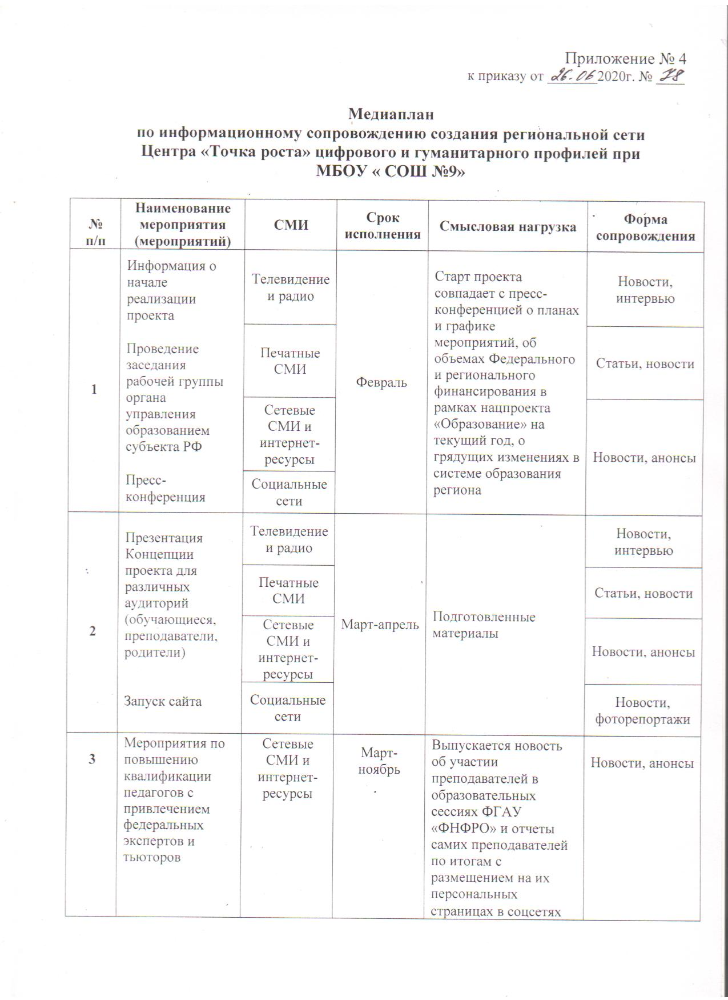 Приложение № 4
к приказу от 26.06 2020г. № 78
Медиаплан
по информационному сопровождению создания региональной сети
Центра «Точка роста» цифрового и гуманитарного профилей при
МБОУ « СОШ №9»
№
п/п
Наименование
мероприятия
(мероприятий)
СМИ
Срок
исполнения
Смысловая нагрузка
Форма
сопровождения
1
Информация о
начале
реализации
проекта
Проведение
заседания
рабочей группы
органа
управления
образованием
субъекта РФ
Пресс-
конференция
Телевидение
и радио
Печатные
СМИ
Сетевые
СМИ и
интернет-
ресурсы
Социальные
сети
Февраль
Старт проекта
совпадает с пресс-
конференцией о планах
и графике
мероприятий, об
объемах Федерального
и регионального
финансирования в
рамках нацпроекта
«Образование» на
текущий год, о
грядущих изменениях в
системе образования
региона
Новости,
интервью
Статьи, новости
Новости, анонсы
2
Презентация
Концепции
проекта для
различных
аудиторий
(обучающиеся,
преподаватели,
родители)
Запуск сайта
Телевидение
и радио
Печатные
СМИ
Сетевые
СМИ и
интернет-
ресурсы
Социальные
сети
Март-апрель
Подготовленные
материалы
Новости,
интервью
Статьи, новости
Новости, анонсы
Новости,
фоторепортажи
3
Мероприятия по
повышению
квалификации
педагогов с
привлечением
федеральных
экспертов и
тьюторов
Сетевые
СМИ и
интернет-
ресурсы
Март-
ноябрь
Выпускается новость
об участии
преподавателей в
образовательных
сессиях ФГАУ
«ФНФРО» и отчеты
самих преподавателей
по итогам с
размещением на их
персональных
страницах в соцсетях
Новости, анонсы